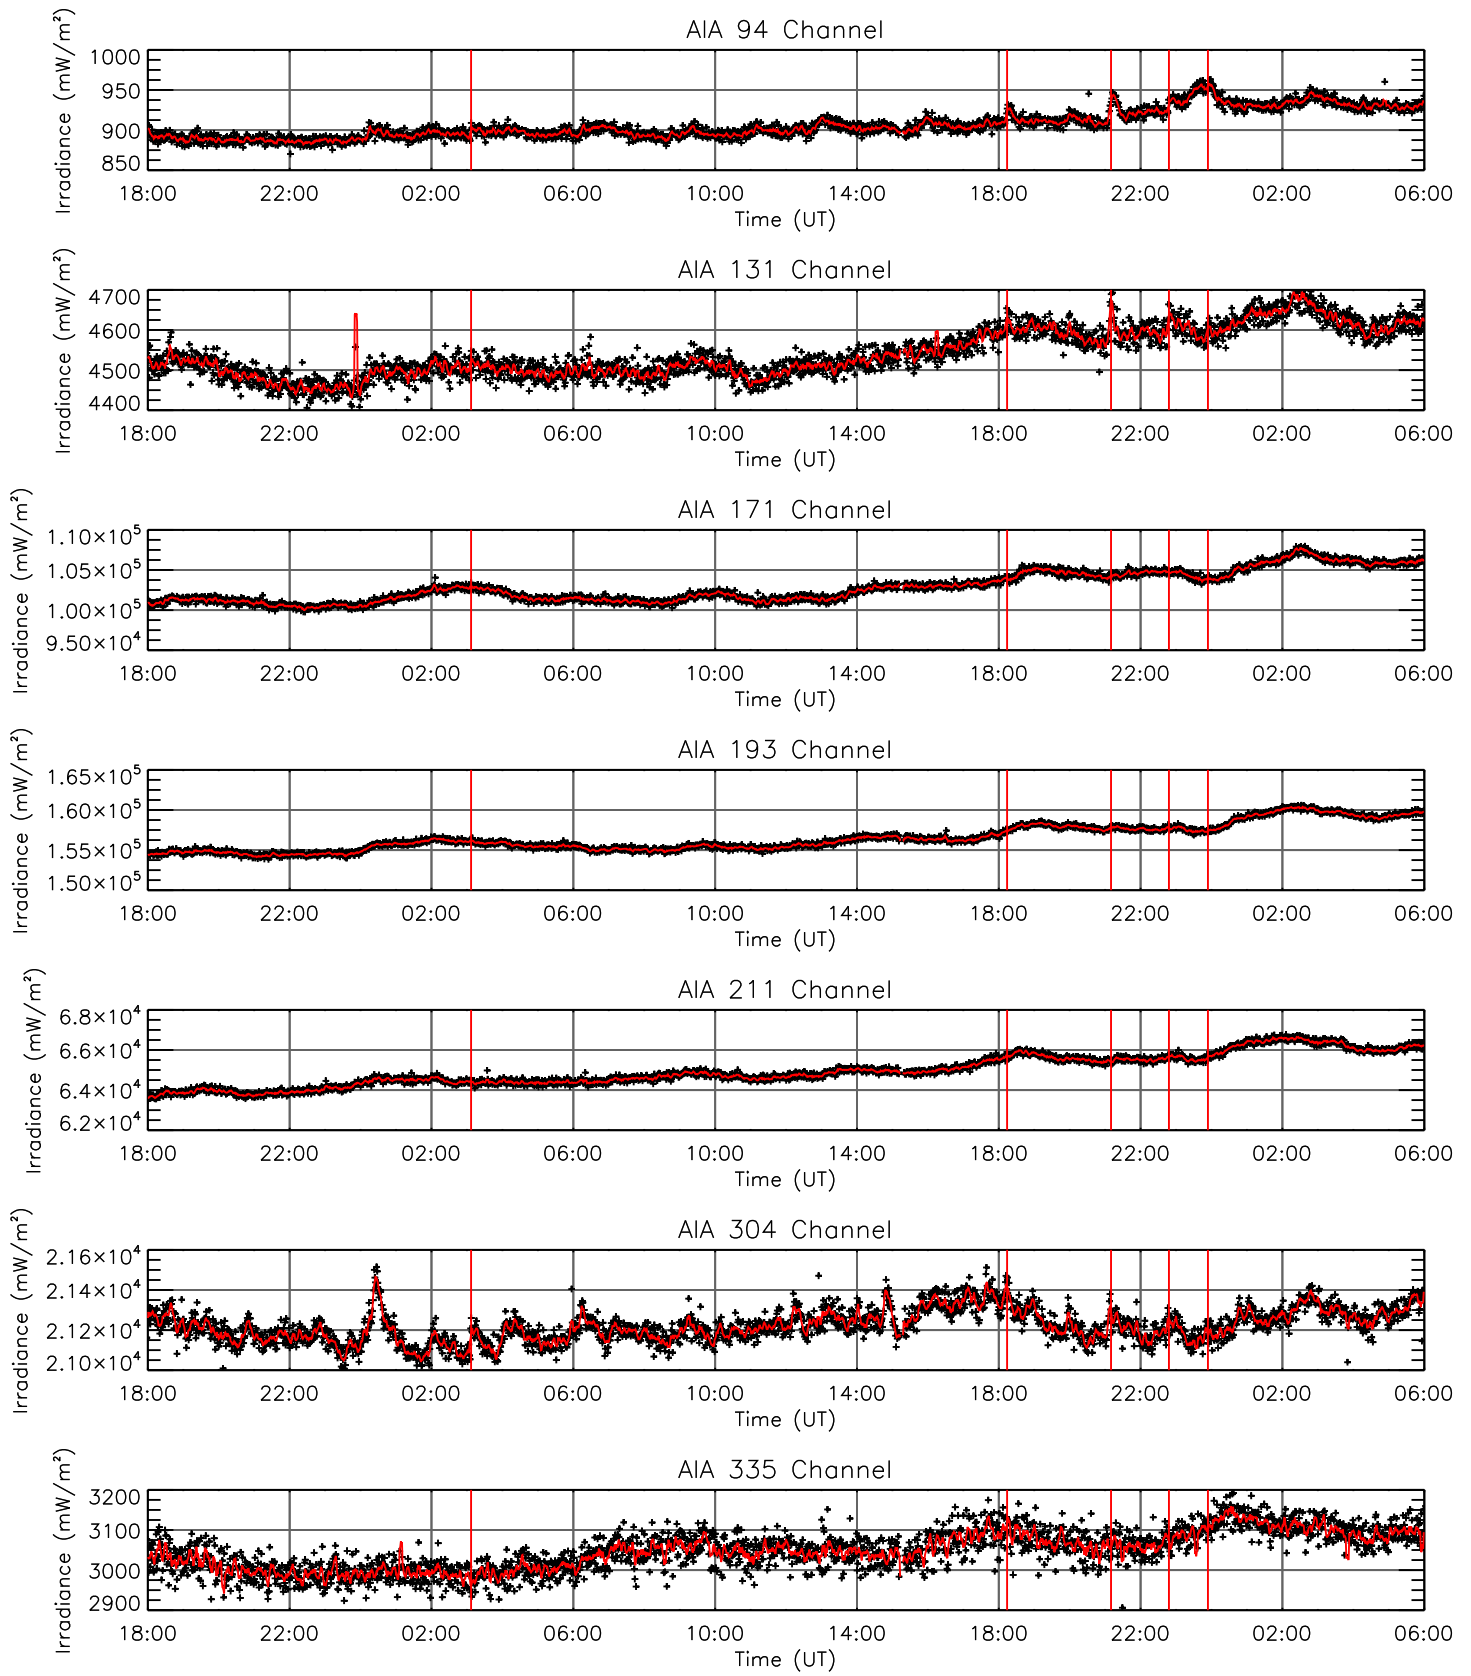 AIA 94 Channel
Irradiance (mW/m²)
1000
950
900
850
18:00 22:00 02:00 06:00 10:00 14:00 18:00 22:00 02:00 06:00
Time (UT)
AIA 131 Channel
Irradiance (mW/m²)
4700
4600
4500
4400
18:00 22:00 02:00 06:00 10:00 14:00 18:00 22:00 02:00 06:00
Time (UT)
AIA 171 Channel
Irradiance (mW/m²)
1.10×10⁵
1.05×10⁵
1.00×10⁵
9.50×10⁴
18:00 22:00 02:00 06:00 10:00 14:00 18:00 22:00 02:00 06:00
Time (UT)
AIA 193 Channel
Irradiance (mW/m²)
1.65×10⁵
1.60×10⁵
1.55×10⁵
1.50×10⁵
18:00 22:00 02:00 06:00 10:00 14:00 18:00 22:00 02:00 06:00
Time (UT)
AIA 211 Channel
Irradiance (mW/m²)
6.8×10⁴
6.6×10⁴
6.4×10⁴
6.2×10⁴
18:00 22:00 02:00 06:00 10:00 14:00 18:00 22:00 02:00 06:00
Time (UT)
AIA 304 Channel
Irradiance (mW/m²)
2.16×10⁴
2.14×10⁴
2.12×10⁴
2.10×10⁴
18:00 22:00 02:00 06:00 10:00 14:00 18:00 22:00 02:00 06:00
Time (UT)
AIA 335 Channel
Irradiance (mW/m²)
3200
3100
3000
2900
18:00 22:00 02:00 06:00 10:00 14:00 18:00 22:00 02:00 06:00
Time (UT)